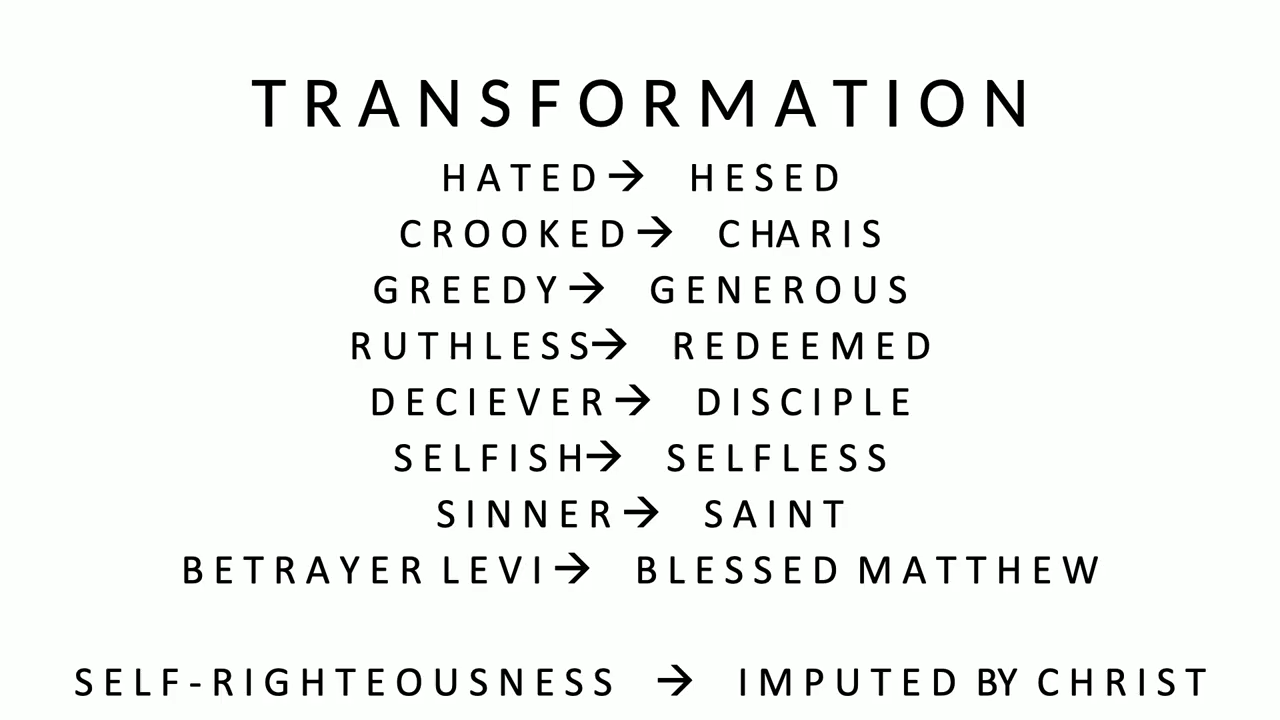 TRANSFORMATION
HATED→ HESED
CROOKED→ CHARIS
GREEDY→ GENEROUS
RUTHLESS→ REDEEMED
DECIEVER→ DISCIPLE
SELFISH→ SELFLESS
SINNER→ SAINT
BETRAYER LEVI→ BLESSED MATTHEW
SELF-RIGHTEOUSNESS → IMPUTED BY CHRIST